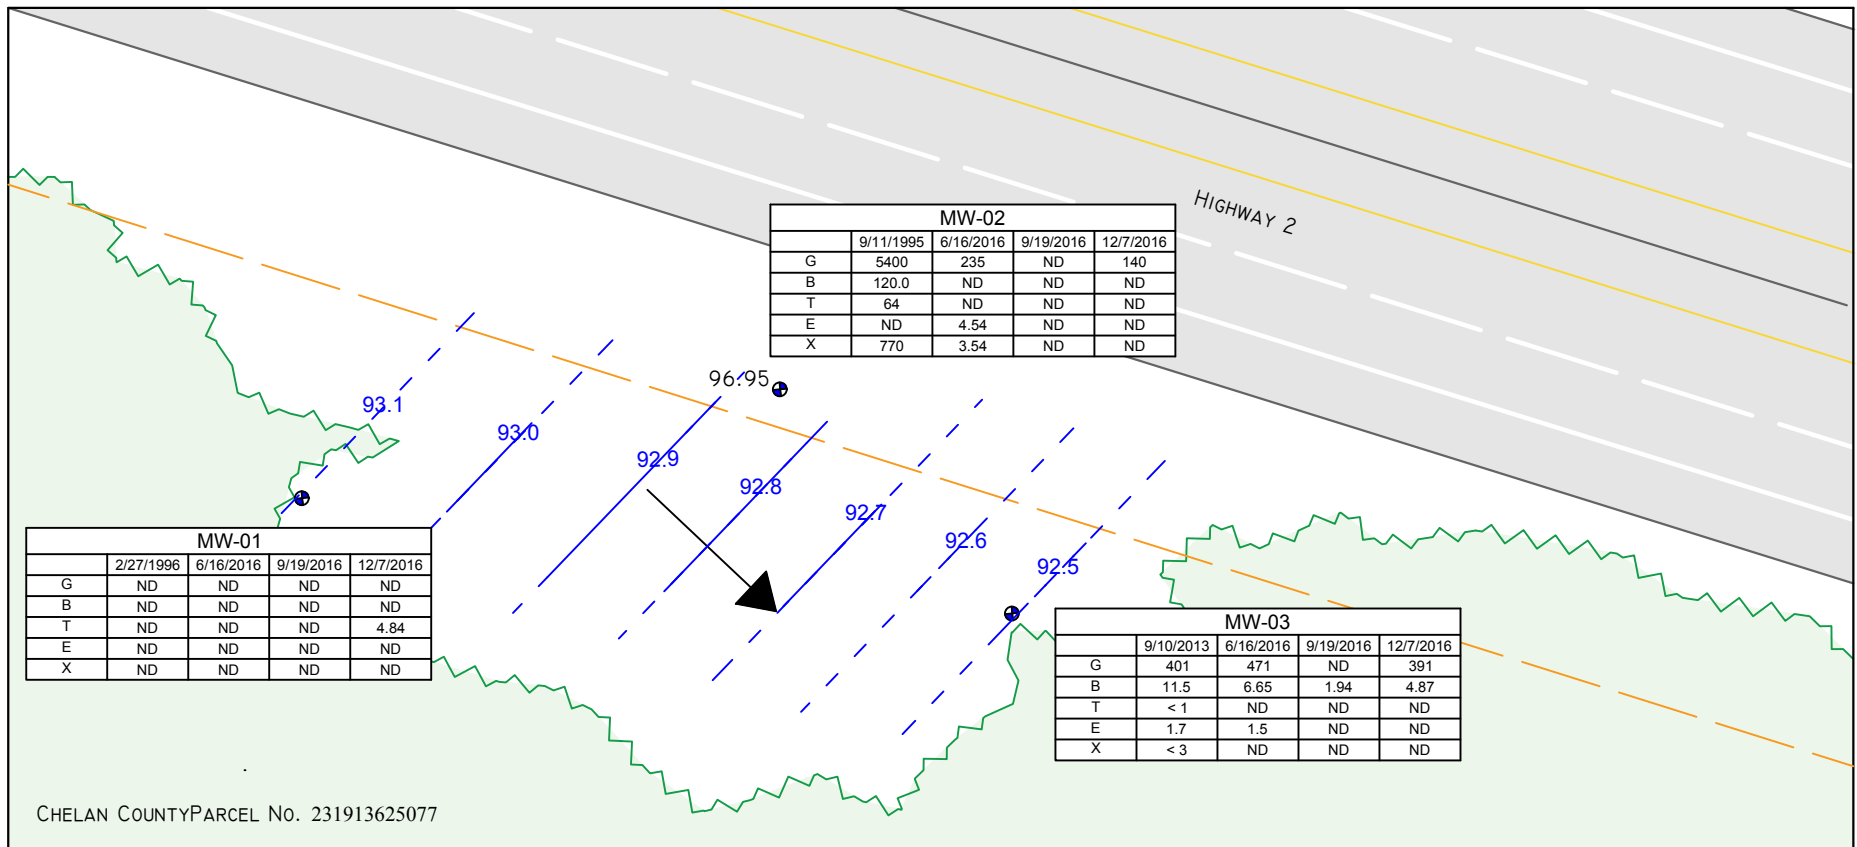 HIGHWAY 2
MW-02
9/11/1995 6/16/2016 9/19/2016 12/7/2016
G 5400 235 ND 140
B 120.0 ND ND ND
T 64 ND ND ND
E ND 4.54 ND ND
X 770 3.54 ND ND
96.95
93.1
93.0
92.9
92.8
92.7
92.6
92.5
MW-01
2/27/1996 6/16/2016 9/19/2016 12/7/2016
G ND ND ND ND
B ND ND ND ND
T ND ND ND 4.84
E ND ND ND ND
X ND ND ND ND
MW-03
9/10/2013 6/16/2016 9/19/2016 12/7/2016
G 401 471 ND 391
B 11.5 6.65 1.94 4.87
T < 1 ND ND ND
E 1.7 1.5 ND ND
X < 3 ND ND ND
CHELAN COUNTYPARCEL NO. 231913625077